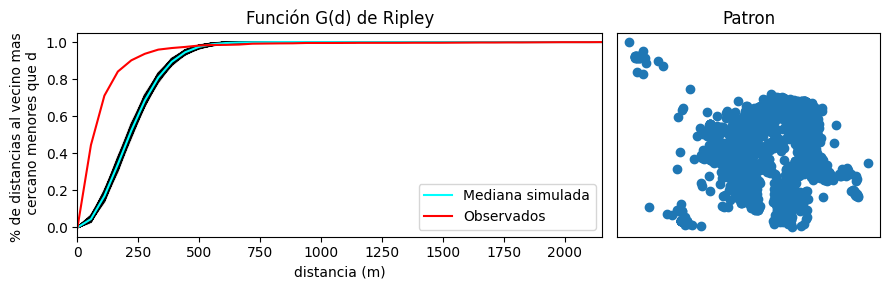 Función G(d) de Ripley
% de distancias al vecino mas
cercano menores que d
1.0
0.8
0.6
0.4
0.2
0.0
0
250
500
750
1000
1250
1500
1750
2000
distancia (m)
Mediana simulada
Observados
Patron